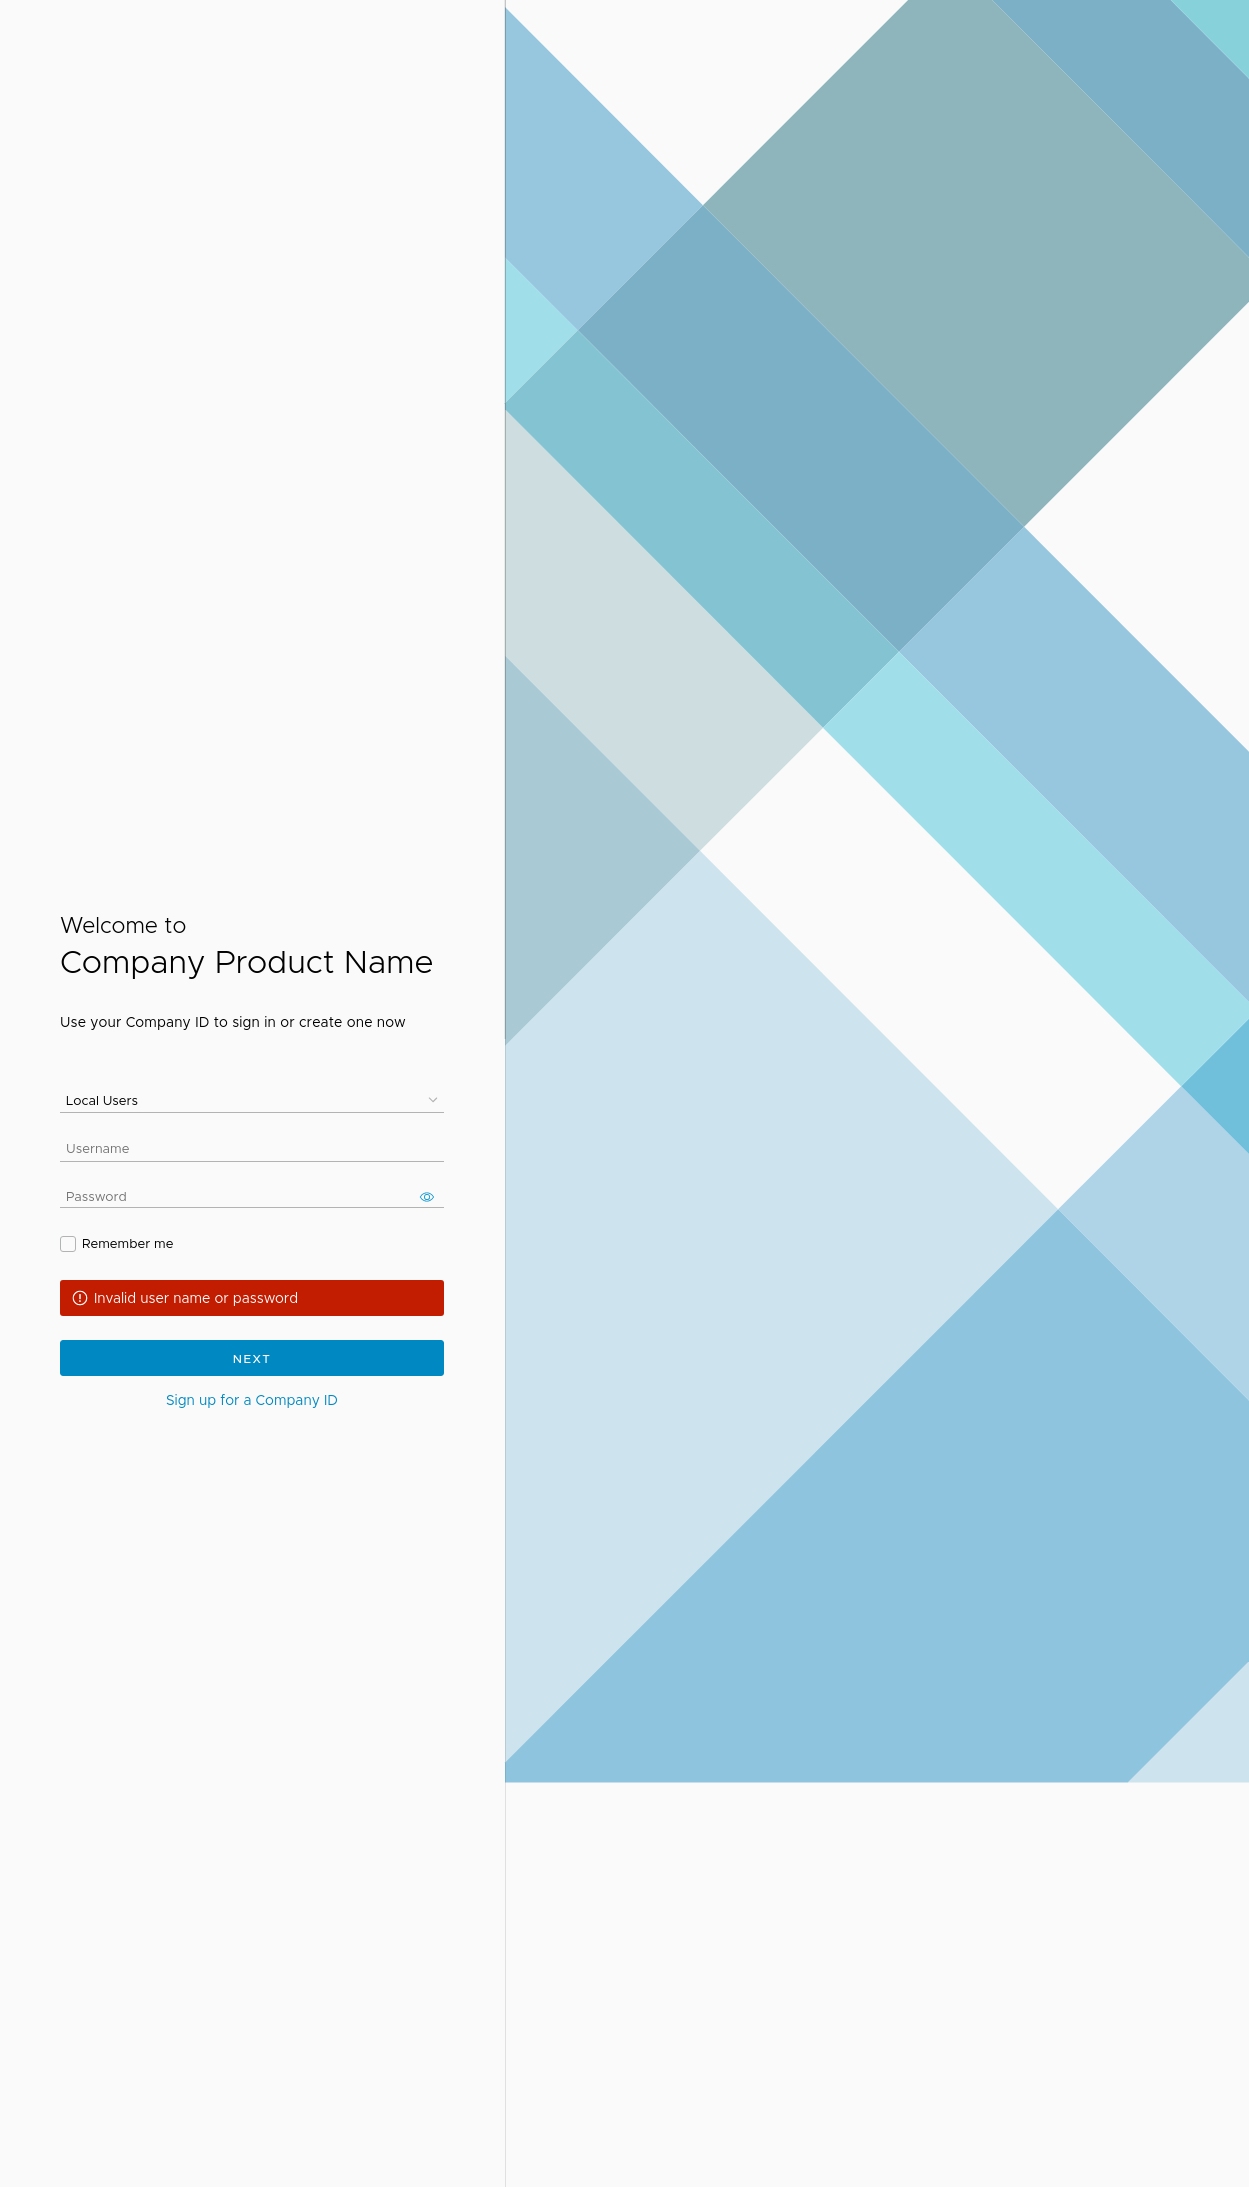 Welcome to
Company Product Name
Use your Company ID to sign in or create one now
Local Users
Username
Password
Remember me
Invalid user name or password
NEXT
Sign up for a Company ID